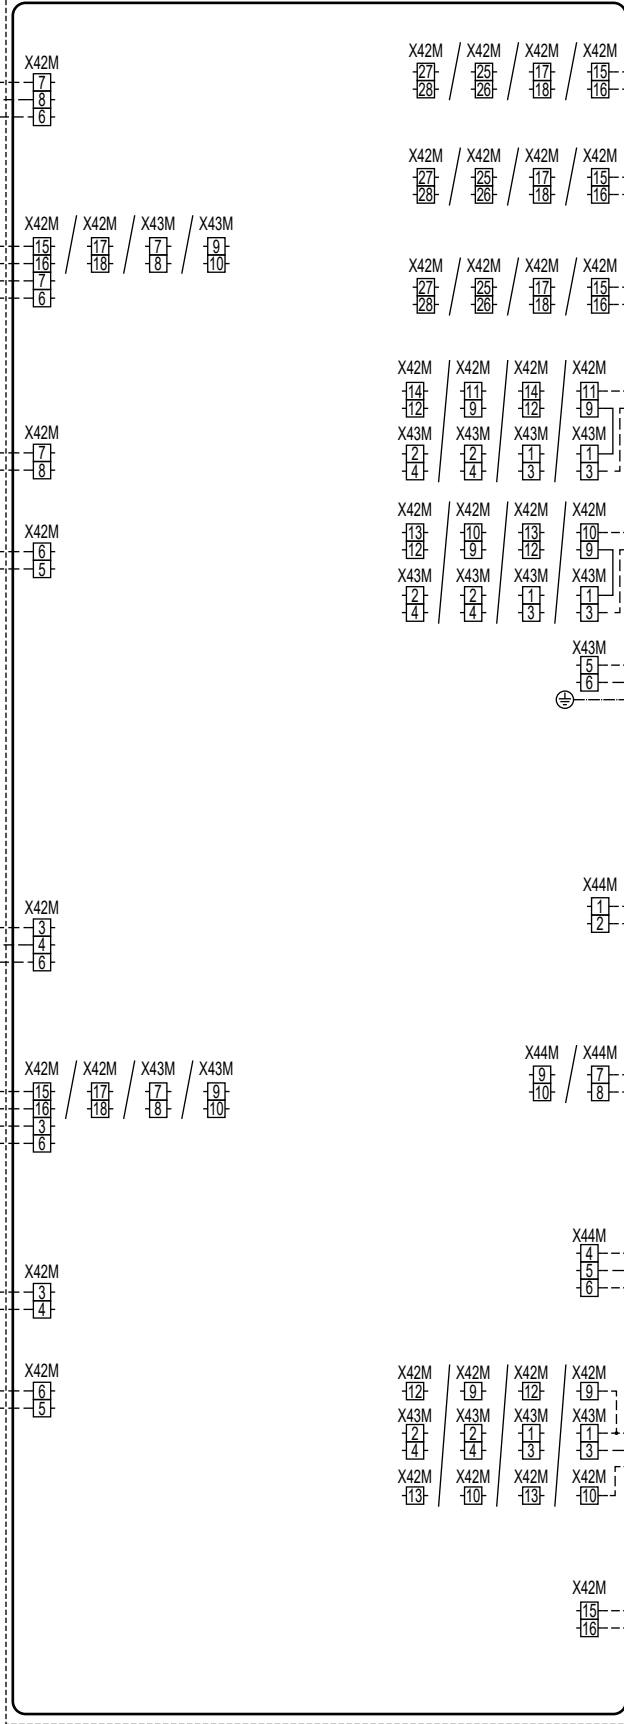 X42M / X42M / X42M / X42M
27 25 17 15
28 26 18 16
X42M
7
8
6
X42M / X42M / X42M / X42M
27 25 17 15
28 26 18 16
X42M / X42M / X43M / X43M
15 17 7 9
16 18 8 10
7
6
X42M / X42M / X42M / X42M
27 25 17 15
28 26 18 16
X42M / X42M / X42M / X42M
14 11 14 11
12 9 12 9
X43M X43M X43M X43M
2 2 1 1
4 4 3 3
X42M
7
8
X42M / X42M / X42M / X42M
13 10 13 10
12 9 12 9
X43M X43M X43M X43M
2 2 1 1
4 4 3 3
X42M
6
5
X43M
5
6
X44M
1
2
X42M
3
4
6
X44M / X44M
9 7
10 8
X42M / X42M / X43M / X43M
15 17 7 9
16 18 8 10
3
6
X44M
4
5
6
X42M
3
4
X42M
6
5
X42M / X42M / X42M / X42M
12 9 12 9
X43M X43M X43M X43M
2 2 1 1
4 4 3 3
X42M X42M X42M X42M
13 10 13 10
X42M
15
16